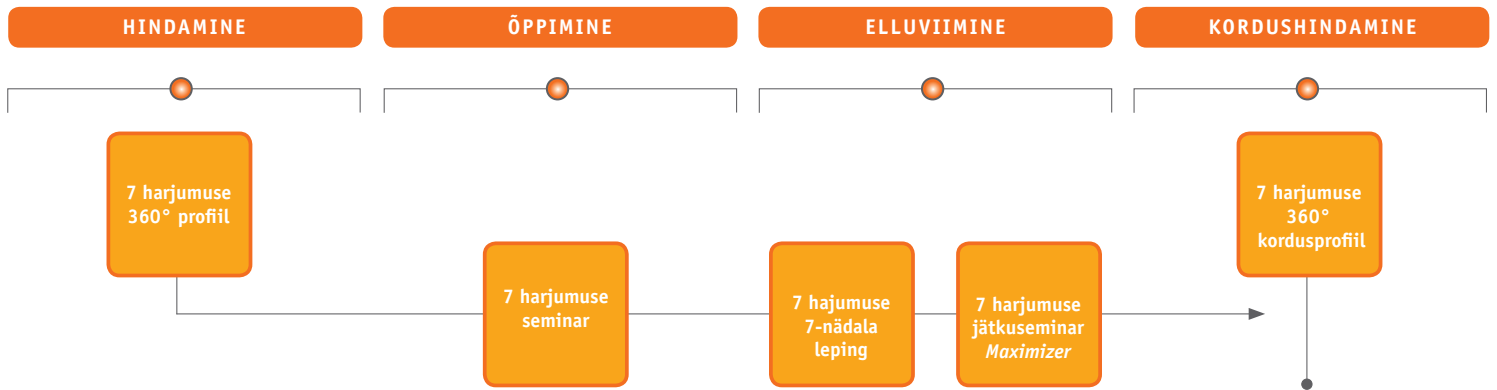 HINDAMINE
ÕPPIMINE
ELLUVIIMINE
KORDUSHINDAMINE
7 harjumuse
360° profiil
7 harjumuse
seminar
7 hajumuse
7-nädala
leping
7 harjumuse
jätkuseminar
Maximizer
7 harjumuse
360°
kordusprofiil